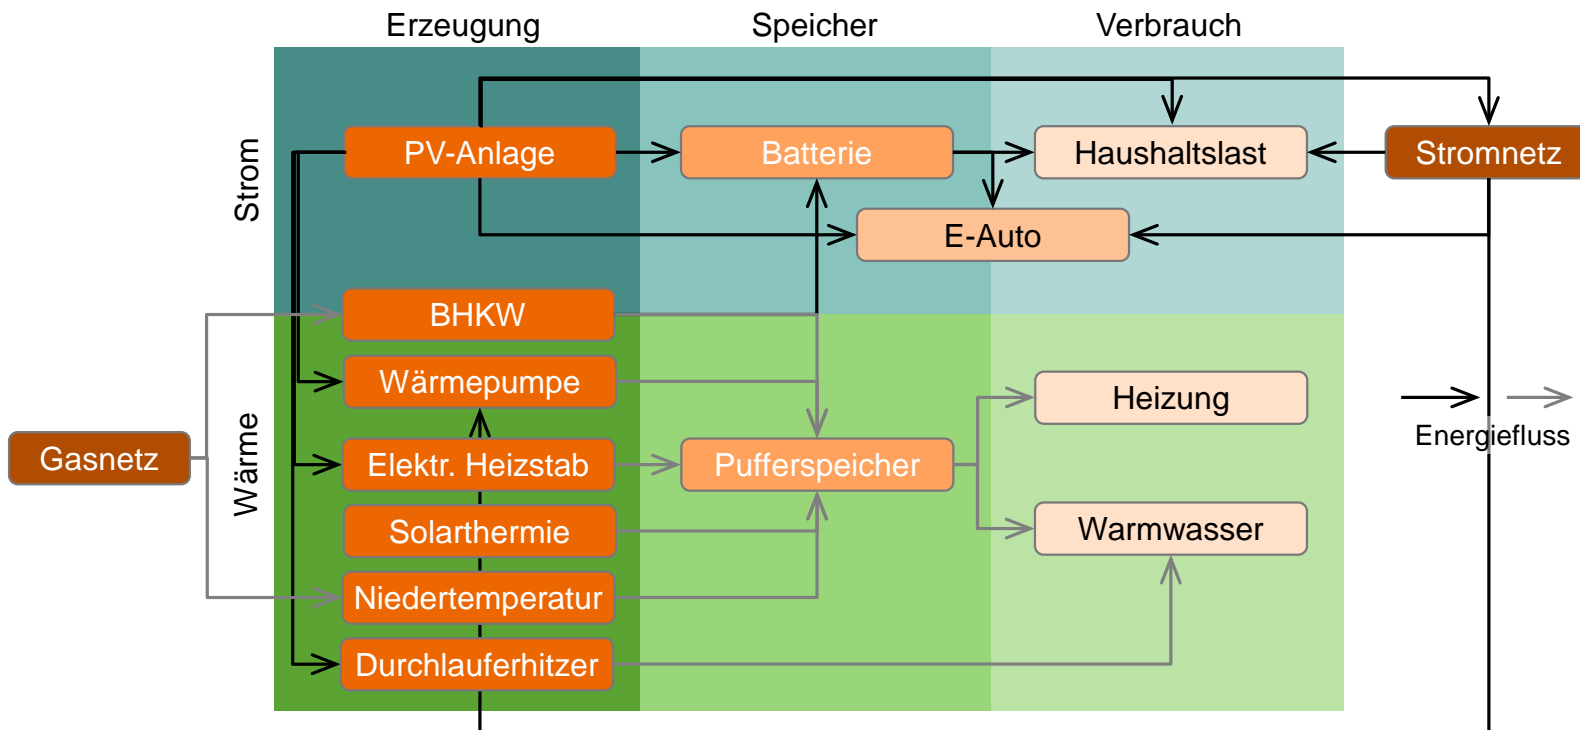 Erzeugung
Speicher
Verbrauch
Strom
PV-Anlage
Batterie
Haushaltslast
Stromnetz
E-Auto
BHKW
Wärme
Wärmepumpe
Heizung
Energiefluss
Gasnetz
Elektr. Heizstab
Pufferspeicher
Solarthermie
Warmwasser
Niedertemperatur
Durchlauferhitzer